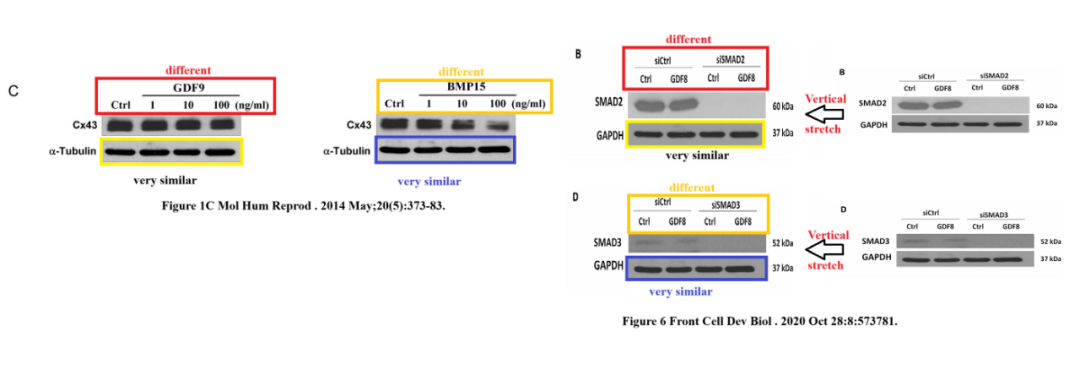 C
different
GDF9
Ctrl 1 10 100 (ng/ml)
Cx43
α-Tubulin
very similar
different
BMP15
Ctrl 1 10 100 (ng/ml)
Cx43
α-Tubulin
very similar
Figure 1C Mol Hum Reprod . 2014 May;20(5):373-83.
different
B
siCtrl siSMAD2
Ctrl GDF8 Ctrl GDF8
SMAD2 60 kDa
GAPDH 37 kDa
very similar
Vertical
stretch
B
siCtrl siSMAD2
Ctrl GDF8 Ctrl GDF8
SMAD2 60 kDa
GAPDH 37 kDa
different
D
siCtrl siSMAD3
Ctrl GDF8 Ctrl GDF8
SMAD3 52 kDa
GAPDH 37 kDa
very similar
Vertical
stretch
D
siCtrl siSMAD3
Ctrl GDF8 Ctrl GDF8
SMAD3 52 kDa
GAPDH 37 kDa
Figure 6 Front Cell Dev Biol . 2020 Oct 28:8:573781.